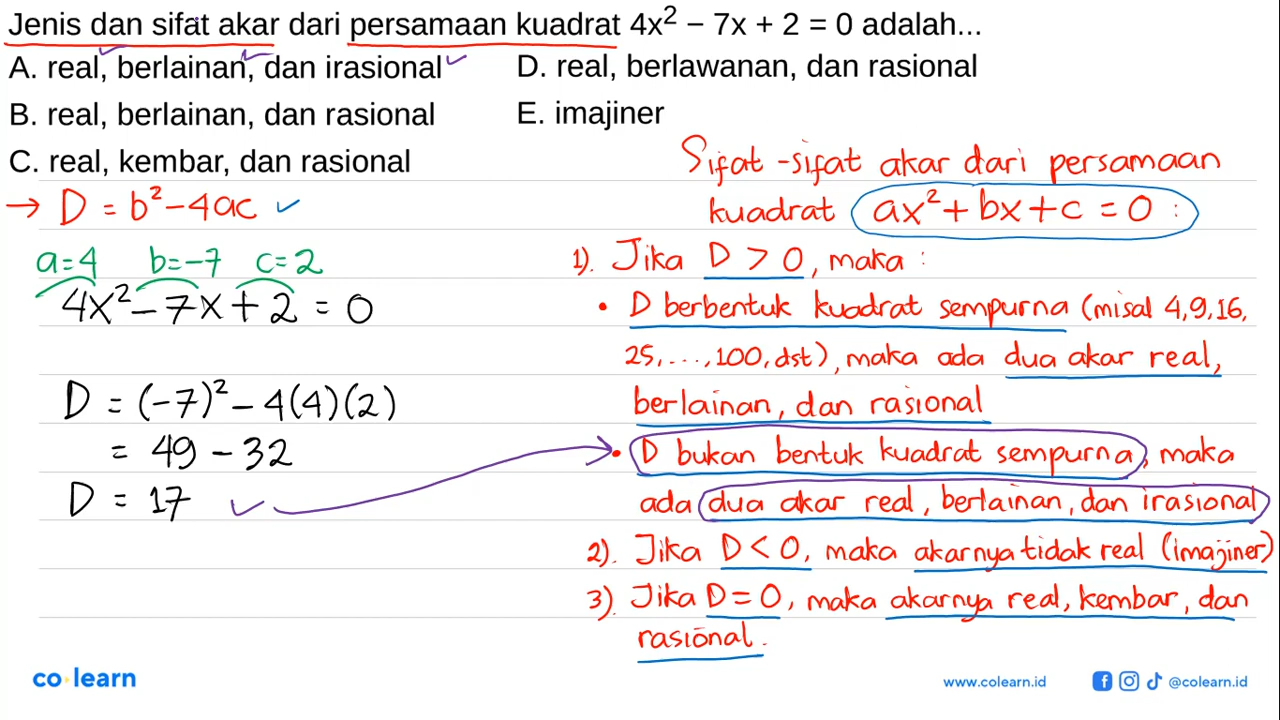 Jenis dan sifat akar dari persamaan kuadrat 4x² − 7x + 2 = 0 adalah...
A. real, berlainan, dan irasional
D. real, berlawanan, dan rasional
B. real, berlainan, dan rasional
E. imajiner
C. real, kembar, dan rasional
→ D = b² - 4ac
a=4 b=-7 c=2
4x² - 7x + 2 = 0
D = (-7)² - 4(4)(2)
= 49 - 32
D = 17
Sifat-sifat akar dari persamaan
kuadrat ax² + bx + c = 0 :
1). Jika D > 0, maka :
• D berbentuk kuadrat sempurna (misal 4,9,16,
25,...,100,dst), maka ada dua akar real,
berlainan, dan rasional
• D bukan bentuk kuadrat sempurna, maka
ada dua akar real, berlainan, dan irasional
2). Jika D < 0, maka akarnya tidak real (imajiner)
3). Jika D = 0, maka akarnya real, kembar, dan
rasional.
co learn
www.colearn.id
@colearn.id